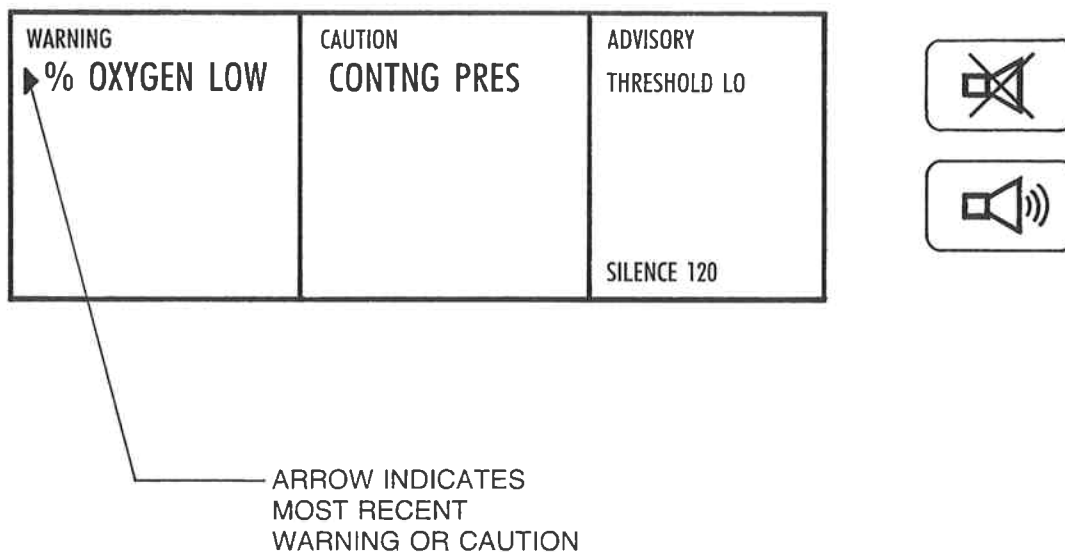 WARNING
% OXYGEN LOW
CAUTION
CONTNG PRES
ADVISORY
THRESHOLD LO
SILENCE 120
ARROW INDICATES
MOST RECENT
WARNING OR CAUTION